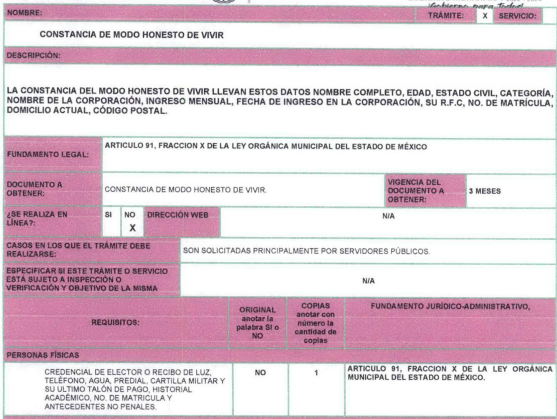 Gobierno para Todos
NOMBRE:
TRÁMITE: X SERVICIO:
CONSTANCIA DE MODO HONESTO DE VIVIR
DESCRIPCIÓN:
LA CONSTANCIA DEL MODO HONESTO DE VIVIR LLEVAN ESTOS DATOS NOMBRE COMPLETO, EDAD, ESTADO CIVIL, CATEGORÍA,
NOMBRE DE LA CORPORACIÓN, INGRESO MENSUAL, FECHA DE INGRESO EN LA CORPORACIÓN, SU R.F.C, NO. DE MATRÍCULA,
DOMICILIO ACTUAL, CÓDIGO POSTAL.
FUNDAMENTO LEGAL:
ARTICULO 91, FRACCION X DE LA LEY ORGÁNICA MUNICIPAL DEL ESTADO DE MÉXICO
DOCUMENTO A
OBTENER:
CONSTANCIA DE MODO HONESTO DE VIVIR.
VIGENCIA DEL
DOCUMENTO A
OBTENER:
3 MESES
¿SE REALIZA EN
LÍNEA?:
SI
NO
X
DIRECCIÓN WEB
N/A
CASOS EN LOS QUE EL TRÁMITE DEBE
REALIZARSE:
SON SOLICITADAS PRINCIPALMENTE POR SERVIDORES PÚBLICOS.
ESPECIFICAR SI ESTE TRÁMITE O SERVICIO
ESTÁ SUJETO A INSPECCIÓN O
VERIFICACIÓN Y OBJETIVO DE LA MISMA
N/A
REQUISITOS:
ORIGINAL
anotar la
palabra SI o
NO
COPIAS
anotar con
número la
cantidad de
copias
FUNDAMENTO JURÍDICO-ADMINISTRATIVO,
PERSONAS FÍSICAS
CREDENCIAL DE ELECTOR O RECIBO DE LUZ,
TELÉFONO, AGUA, PREDIAL, CARTILLA MILITAR Y
SU ULTIMO TALÓN DE PAGO, HISTORIAL
ACADÉMICO, NO. DE MATRICULA Y
ANTECEDENTES NO PENALES.
NO
1
ARTICULO 91, FRACCION X DE LA LEY ORGÁNICA
MUNICIPAL DEL ESTADO DE MÉXICO.